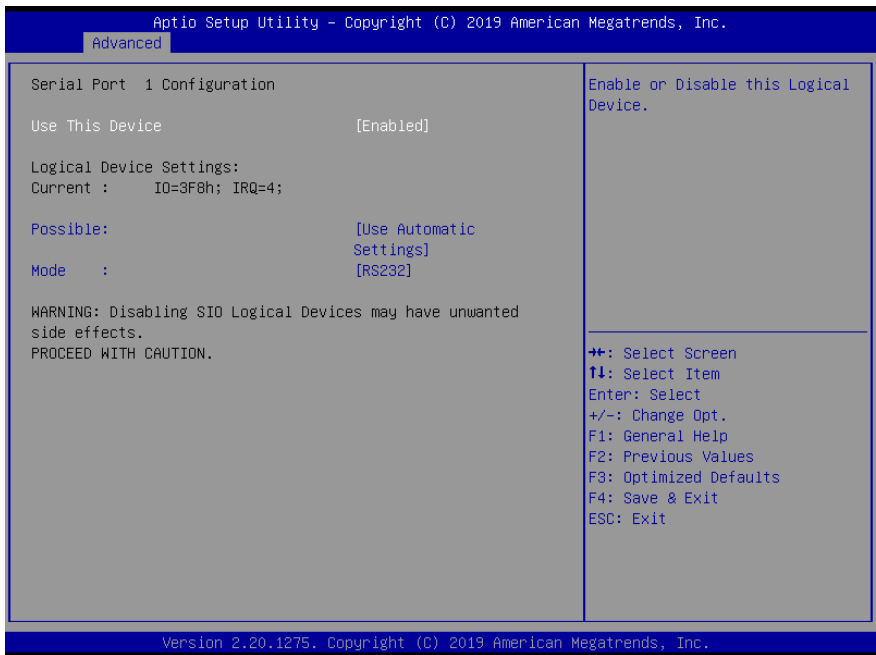 Aptio Setup Utility – Copyright (C) 2019 American Megatrends, Inc.
Advanced
Serial Port 1 Configuration
Use This Device [Enabled]
Logical Device Settings:
Current : IO=3F8h; IRQ=4;
Possible: [Use Automatic
Settings]
Mode : [RS232]
WARNING: Disabling SIO Logical Devices may have unwanted
side effects.
PROCEED WITH CAUTION.
Enable or Disable this Logical
Device.
→←: Select Screen
↑↓: Select Item
Enter: Select
+/-: Change Opt.
F1: General Help
F2: Previous Values
F3: Optimized Defaults
F4: Save & Exit
ESC: Exit
Version 2.20.1275. Copyright (C) 2019 American Megatrends, Inc.